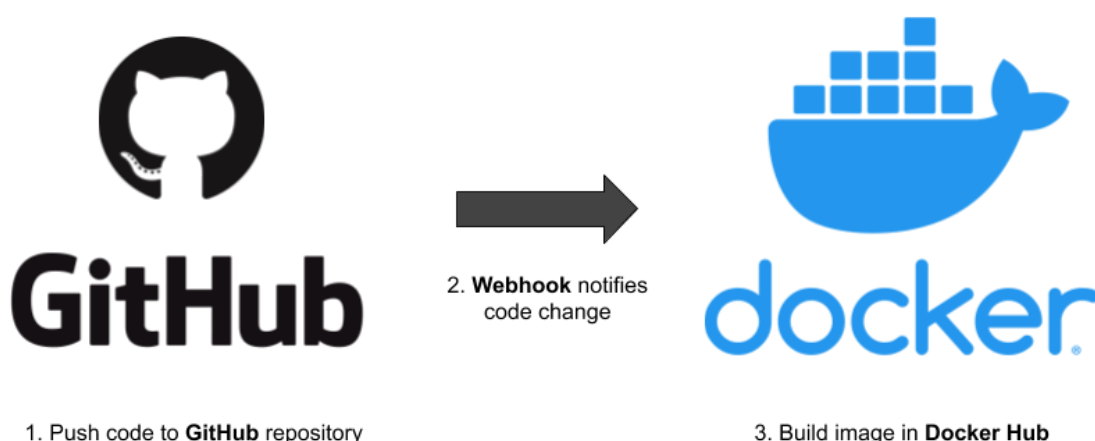 GitHub
1. Push code to GitHub repository
2. Webhook notifies
code change
docker®
3. Build image in Docker Hub